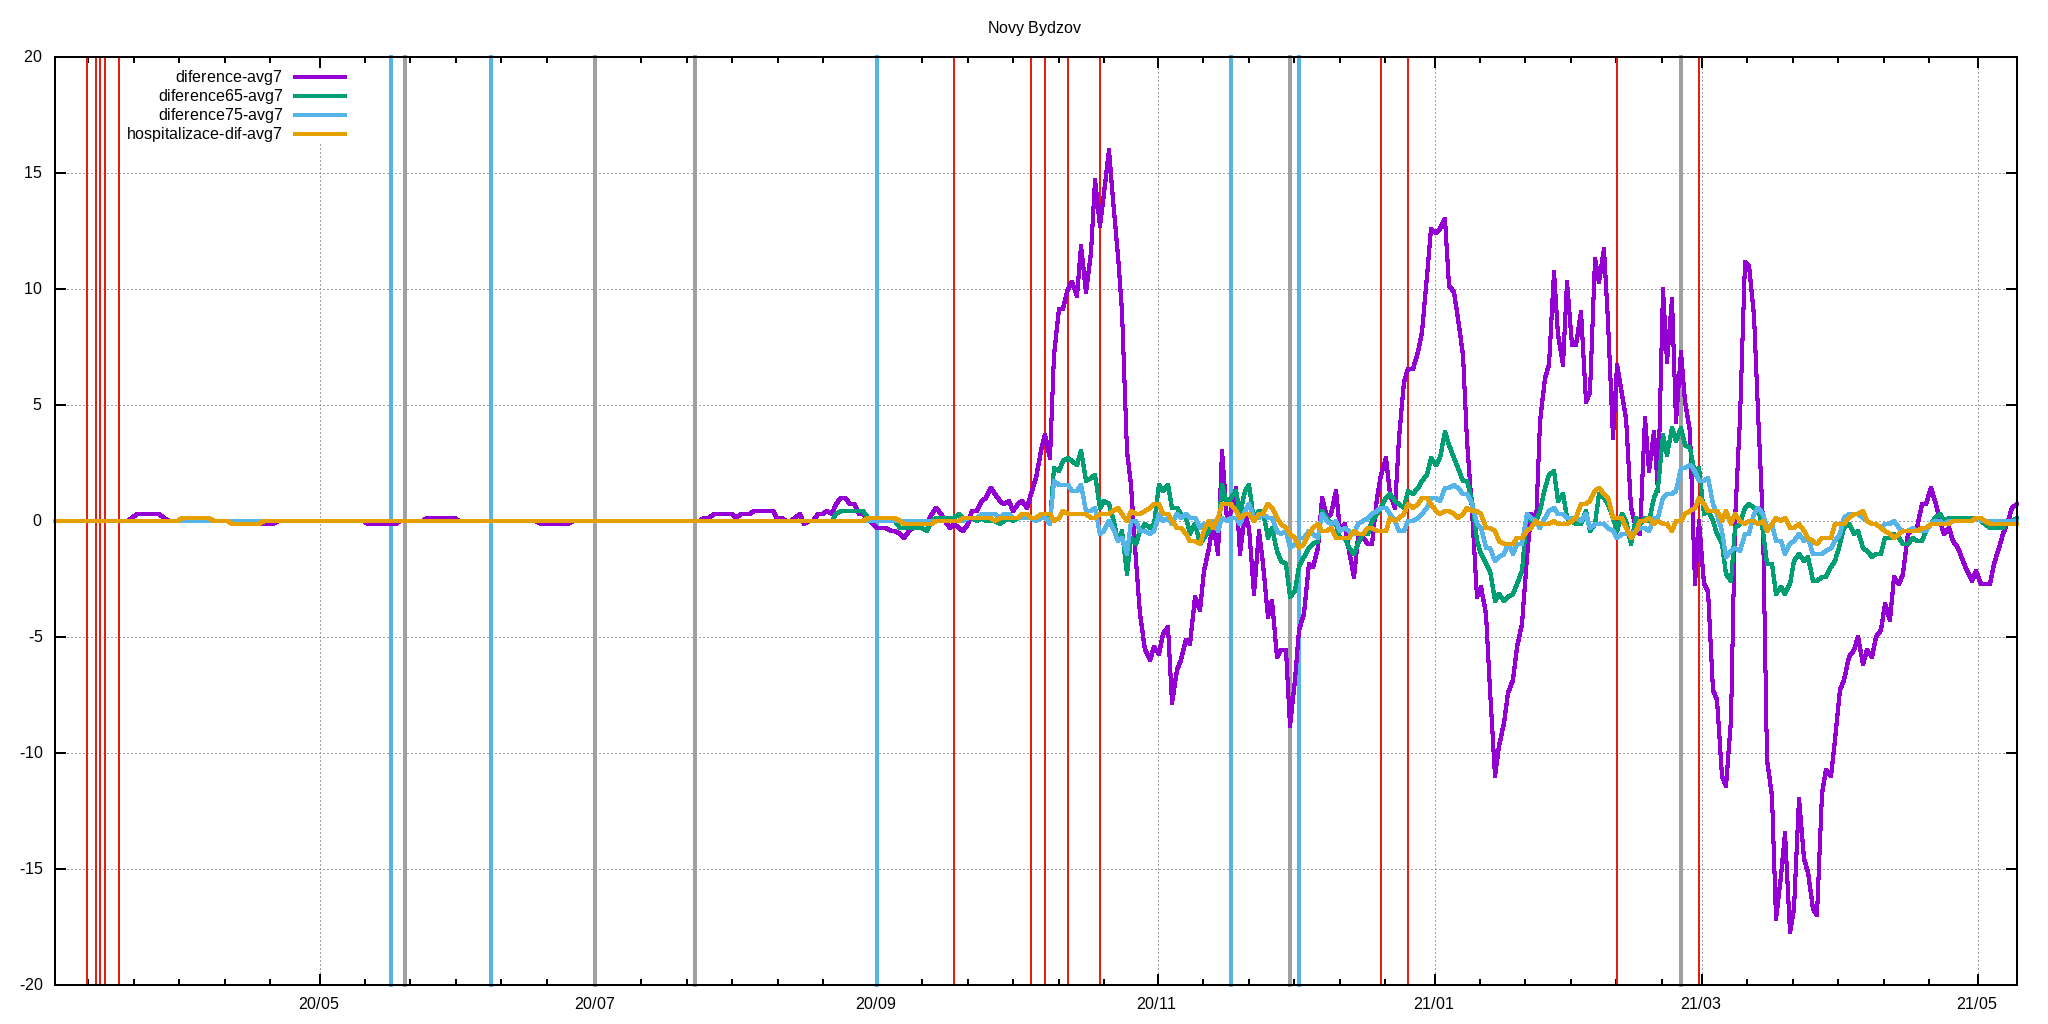 Novy Bydzov
20
15
10
5
0
-5
-10
-15
-20
diference-avg7
diference65-avg7
diference75-avg7
hospitalizace-dif-avg7
20/05 20/07 20/09 20/11 21/01 21/03 21/05